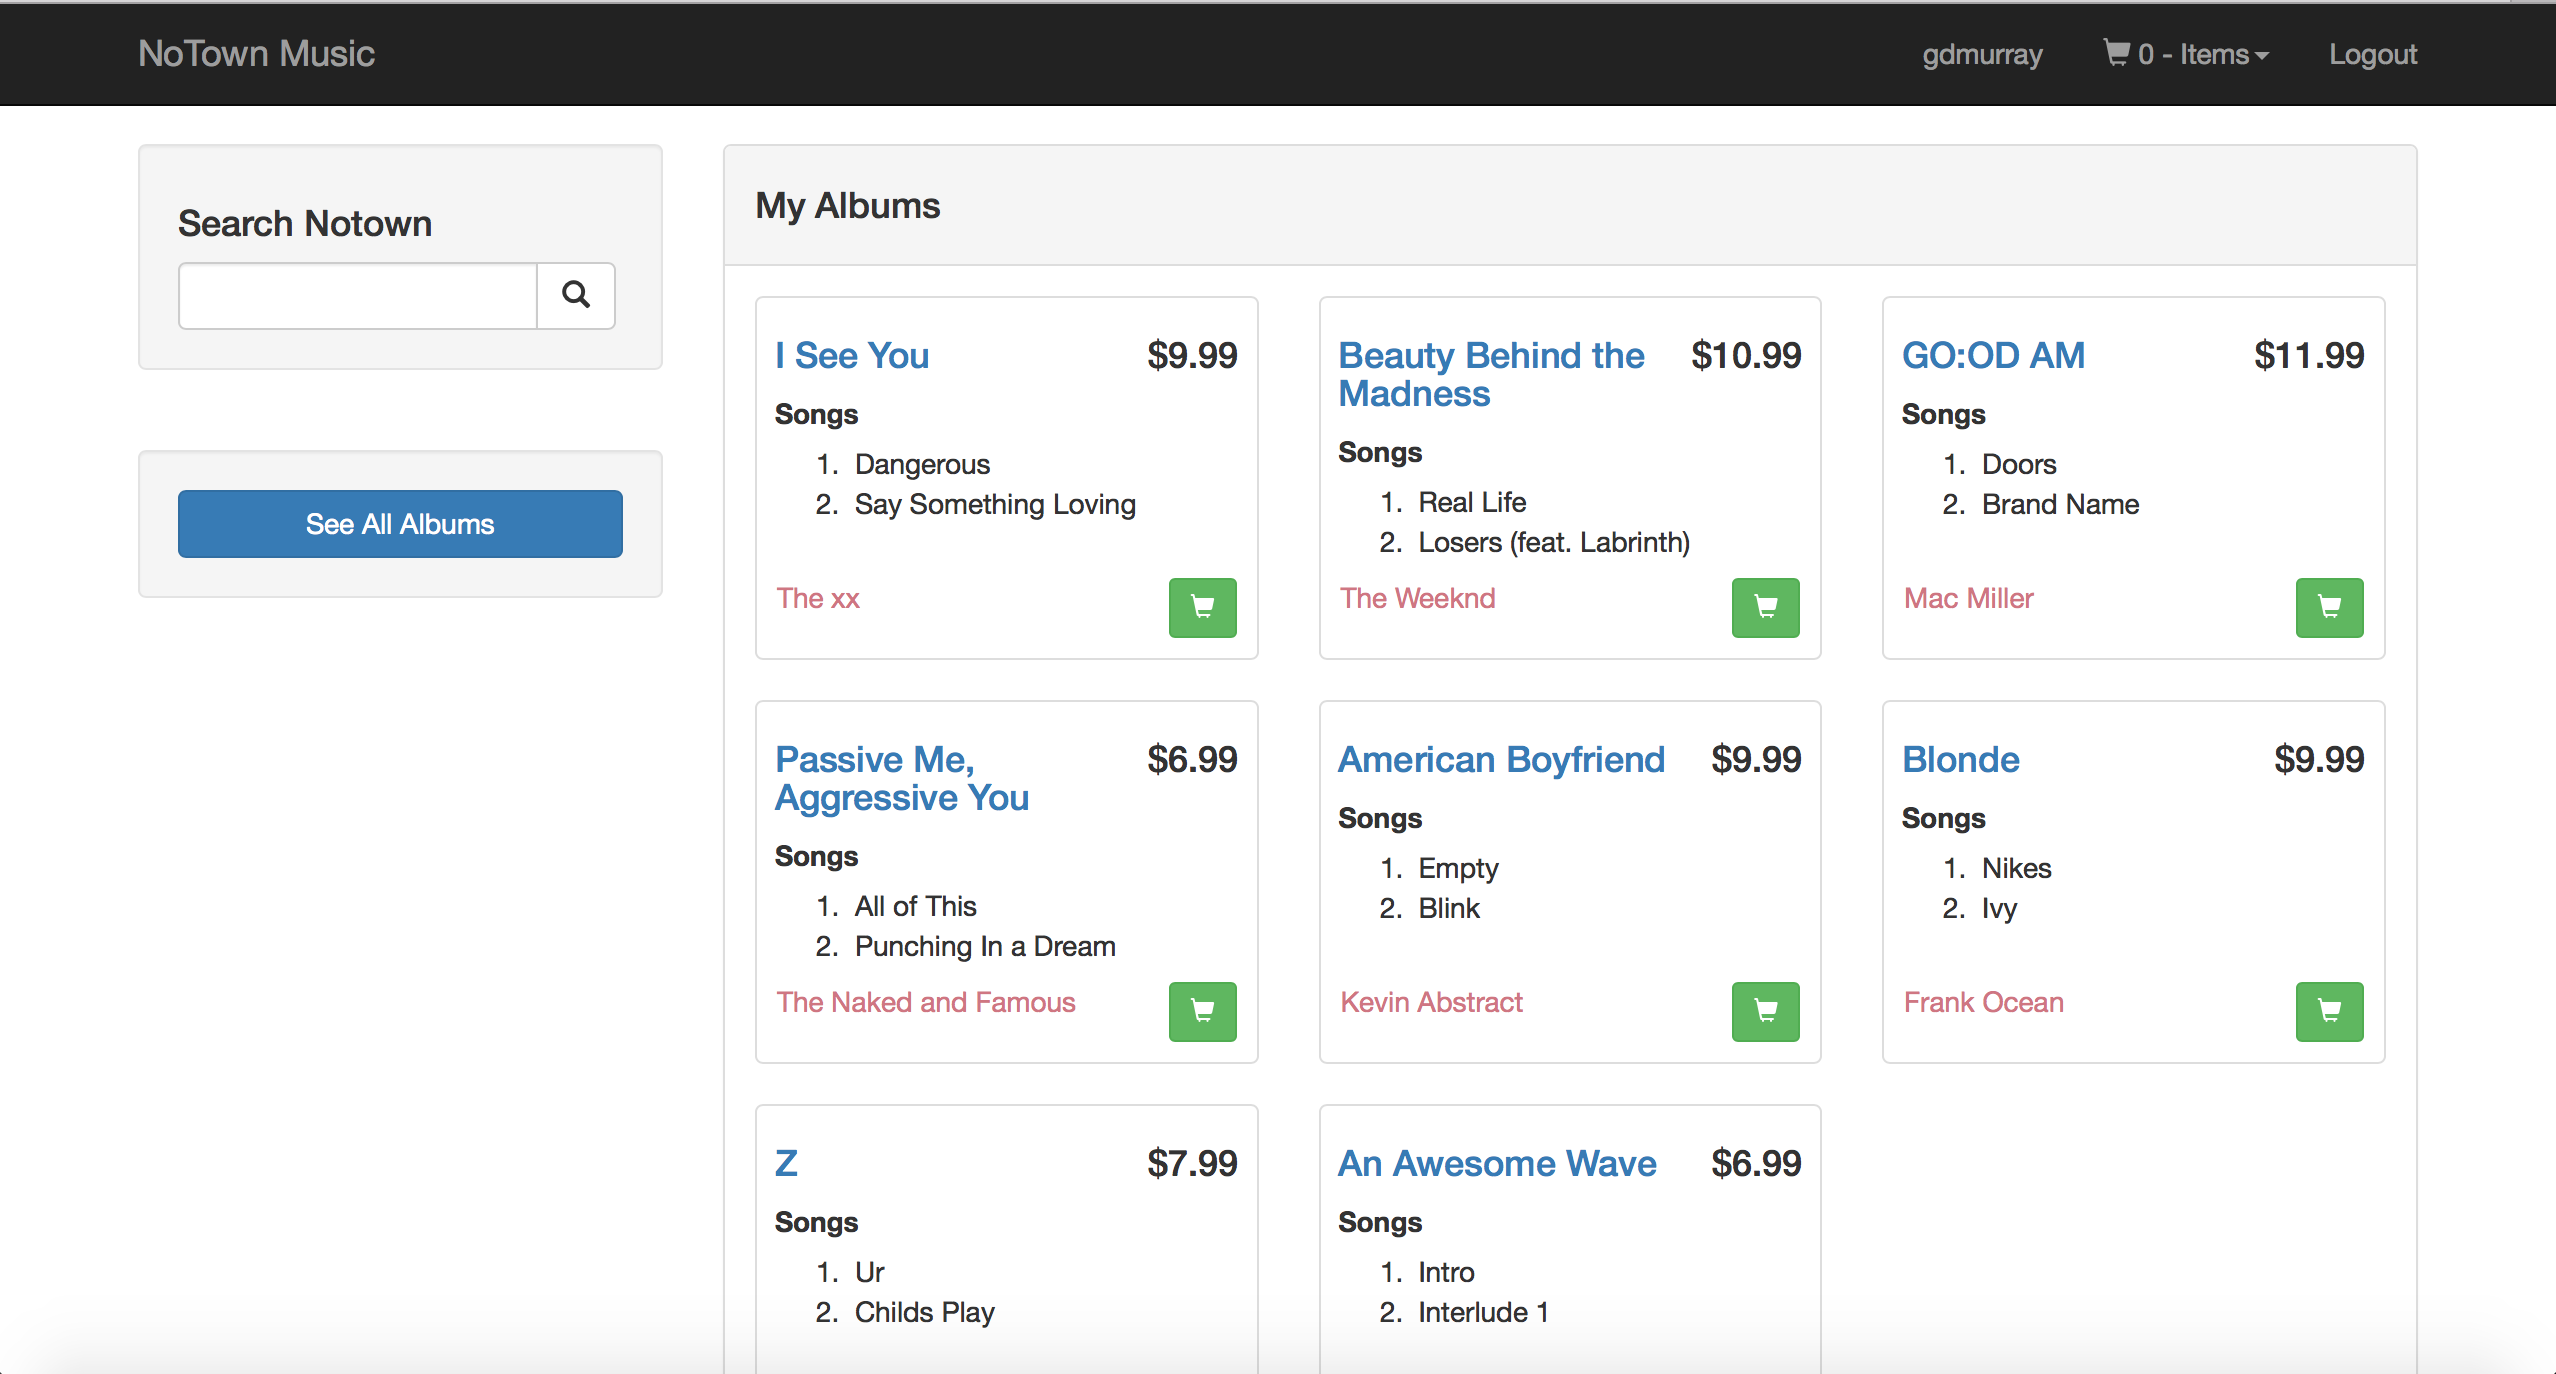 NoTown Music
gdmurray
0 - Items
Logout
Search Notown
See All Albums
My Albums
I See You
$9.99
Songs
1. Dangerous
2. Say Something Loving
The xx
Beauty Behind the
Madness
$10.99
Songs
1. Real Life
2. Losers (feat. Labrinth)
The Weeknd
GO:OD AM
$11.99
Songs
1. Doors
2. Brand Name
Mac Miller
Passive Me,
Aggressive You
$6.99
Songs
1. All of This
2. Punching In a Dream
The Naked and Famous
American Boyfriend
$9.99
Songs
1. Empty
2. Blink
Kevin Abstract
Blonde
$9.99
Songs
1. Nikes
2. Ivy
Frank Ocean
Z
$7.99
Songs
1. Ur
2. Childs Play
An Awesome Wave
$6.99
Songs
1. Intro
2. Interlude 1